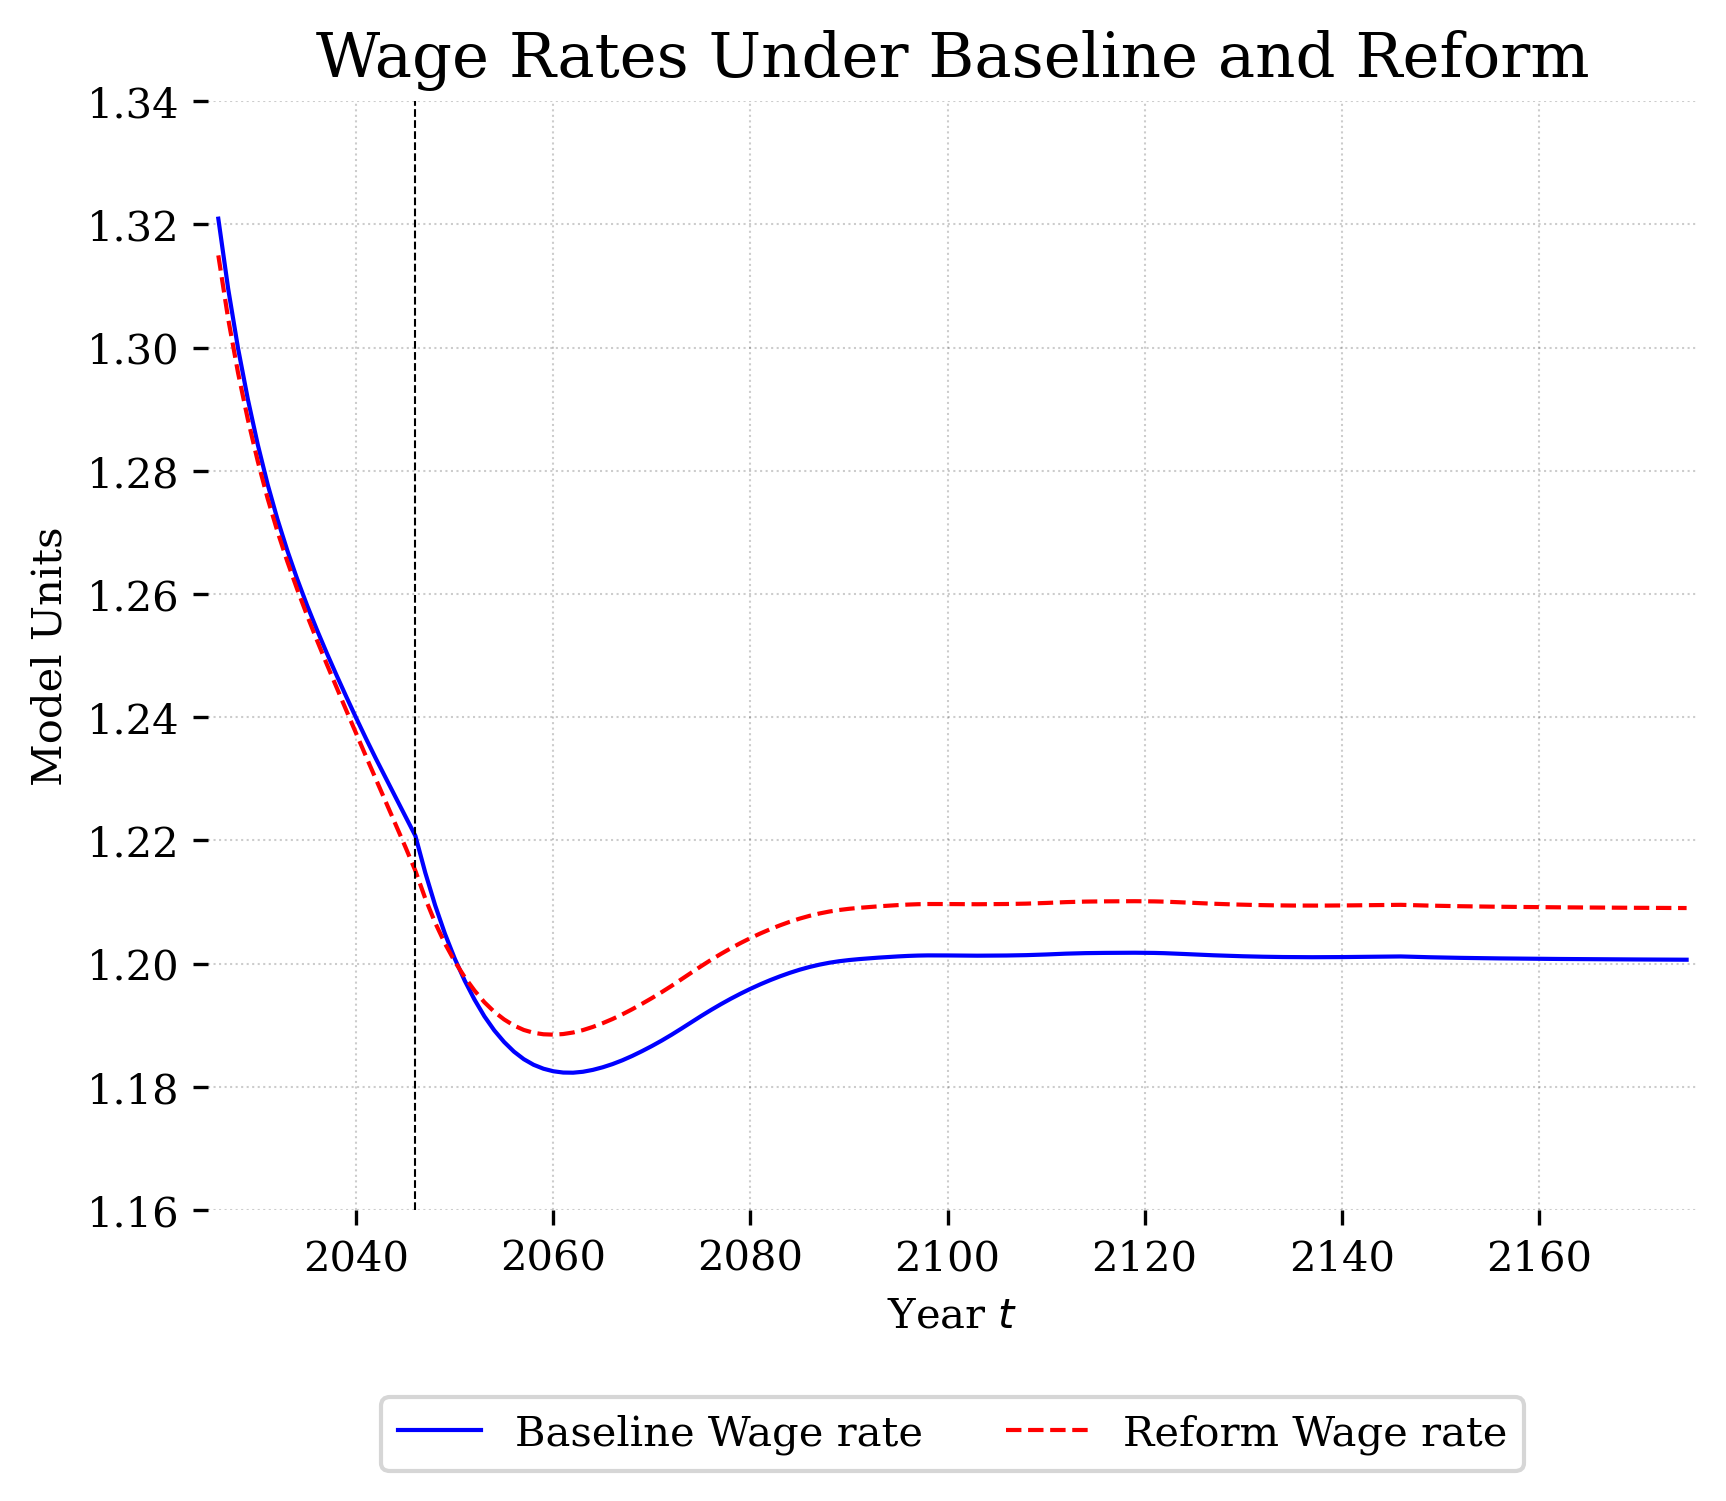 Wage Rates Under Baseline and Reform
1.34
1.32
1.30
1.28
1.26
1.24
1.22
1.20
1.18
1.16
Model Units
2040 2060 2080 2100 2120 2140 2160
Year t
Baseline Wage rate Reform Wage rate